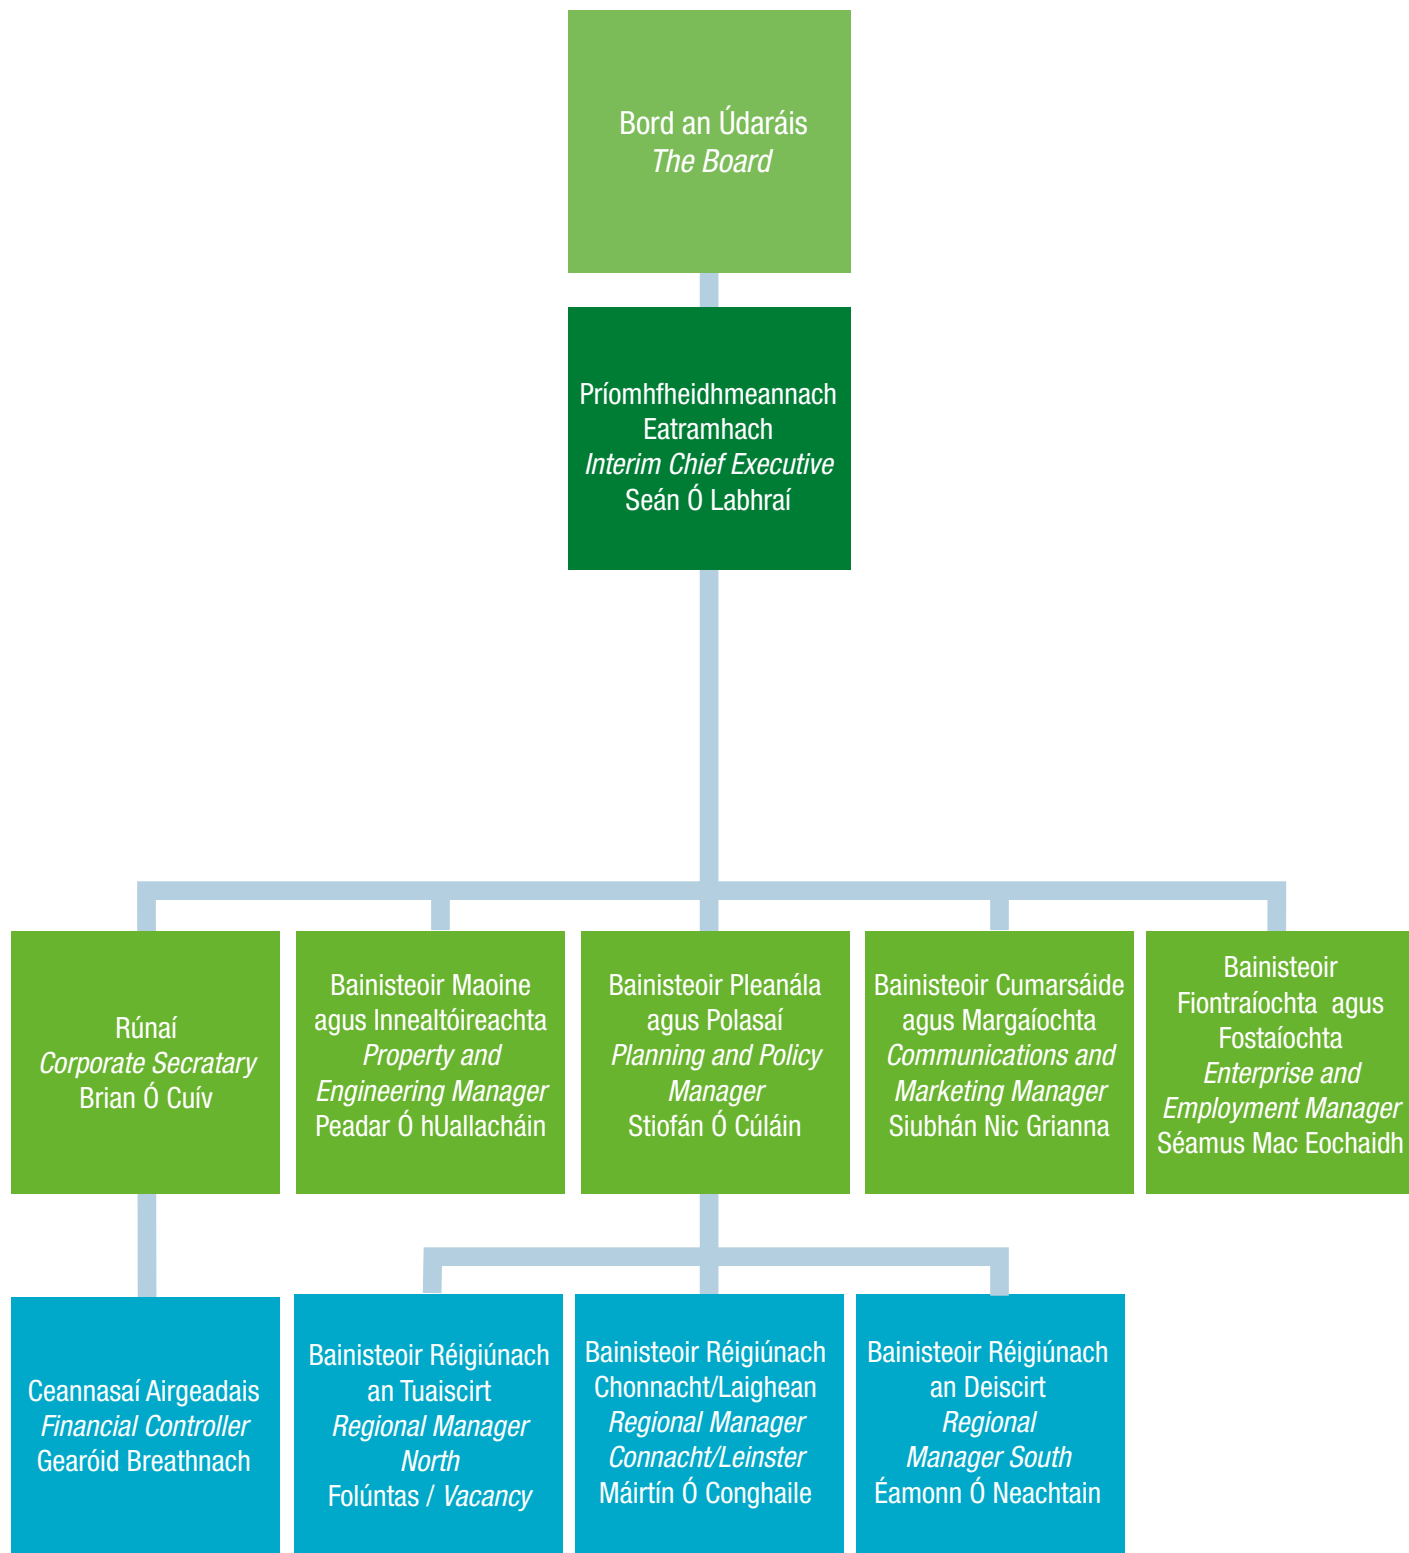 Bord an Údaráis
The Board
Príomhfheidhmeannach
Eatramhach
Interim Chief Executive
Seán Ó Labhraí
Rúnaí
Corporate Secratary
Brian Ó Cuív
Bainisteoir Maoine
agus Innealtóireachta
Property and
Engineering Manager
Peadar Ó hUallacháin
Bainisteoir Pleanála
agus Polasaí
Planning and Policy
Manager
Stiofán Ó Cúláin
Bainisteoir Cumarsáide
agus Margaíochta
Communications and
Marketing Manager
Siubhán Nic Grianna
Bainisteoir
Fiontraíochta agus
Fostaíochta
Enterprise and
Employment Manager
Séamus Mac Eochaidh
Ceannasaí Airgeadais
Financial Controller
Gearóid Breathnach
Bainisteoir Réigiúnach
an Tuaiscirt
Regional Manager
North
Folúntas / Vacancy
Bainisteoir Réigiúnach
Chonnacht/Laighean
Regional Manager
Connacht/Leinster
Máirtín Ó Conghaile
Bainisteoir Réigiúnach
an Deiscirt
Regional
Manager South
Éamonn Ó Neachtain